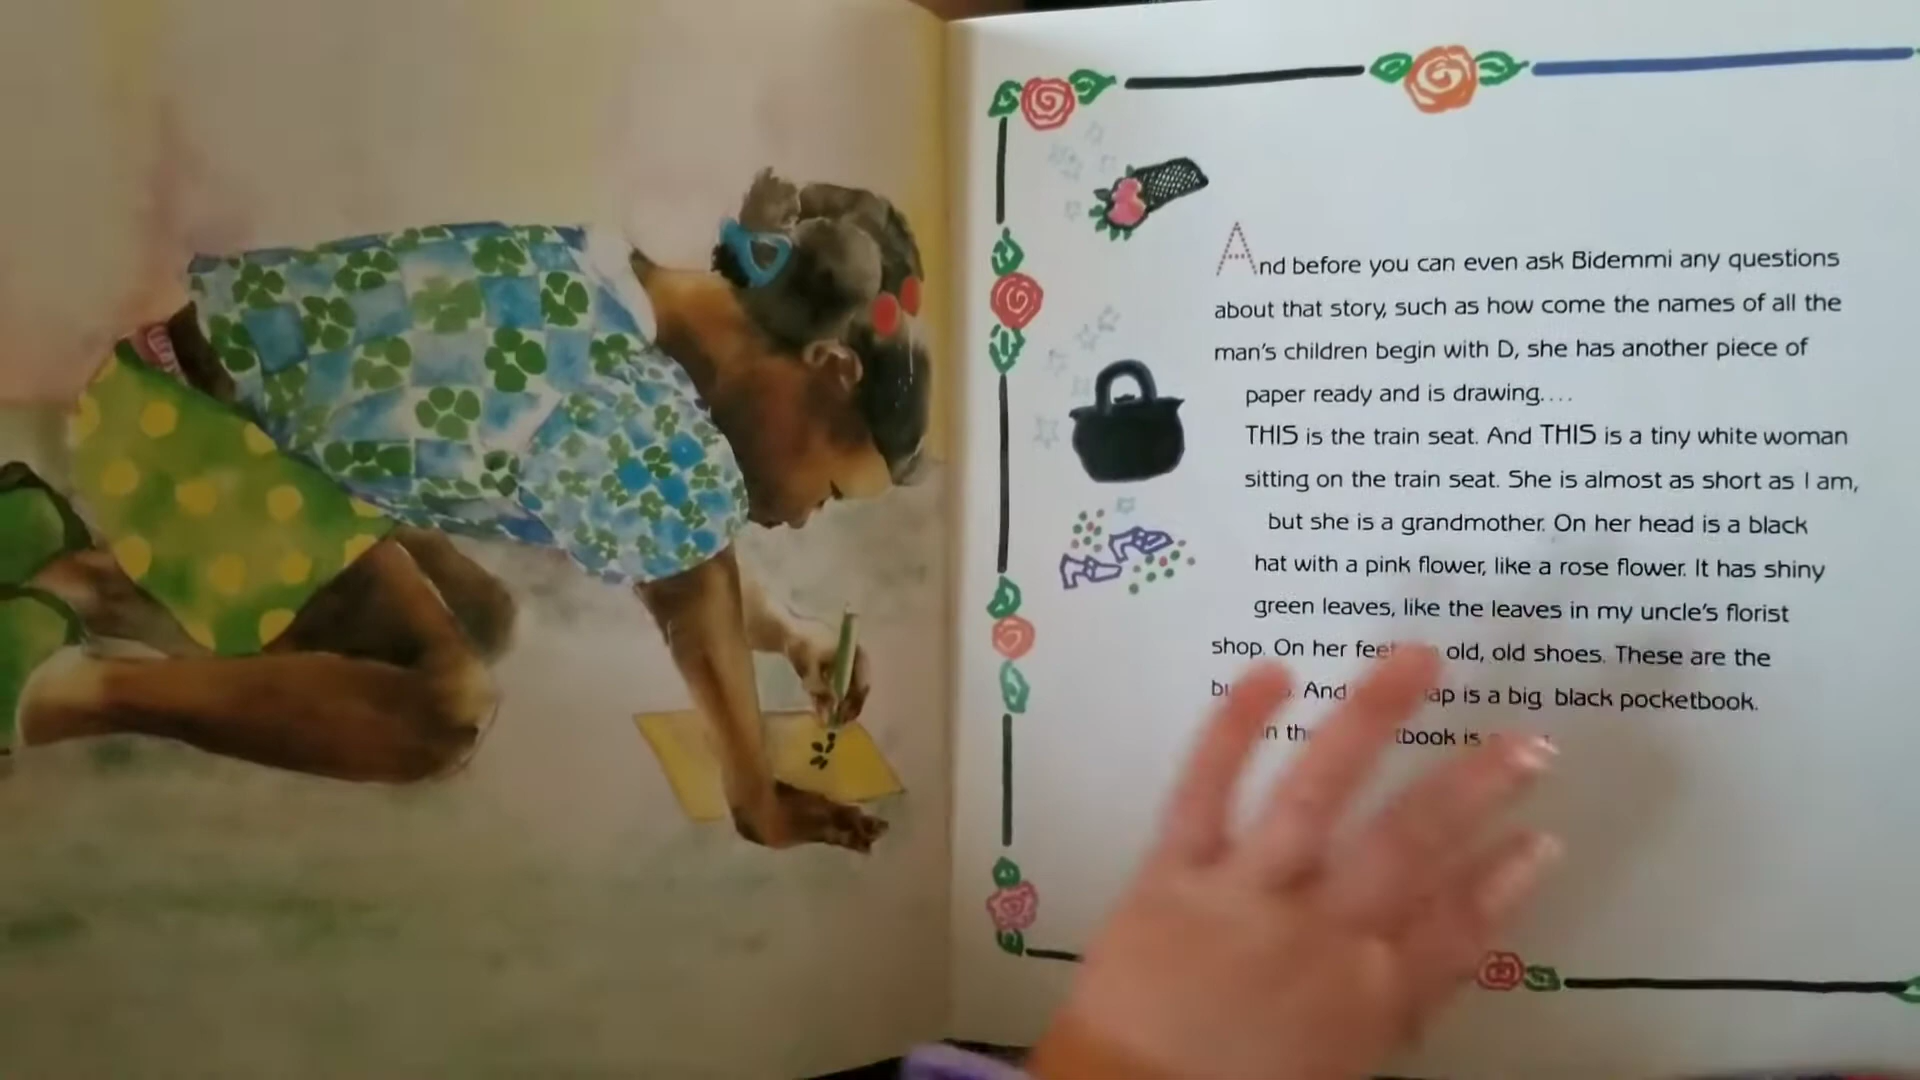 And before you can even ask Bidemmi any questions
about that story, such as how come the names of all the
man's children begin with D, she has another piece of
paper ready and is drawing....
THIS is the train seat. And THIS is a tiny white woman
sitting on the train seat. She is almost as short as I am,
but she is a grandmother. On her head is a black
hat with a pink flower, like a rose flower. It has shiny
green leaves, like the leaves in my uncle's florist
shop. On her old, old shoes. These are the
And is a big black pocketbook.
is